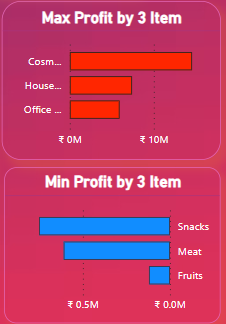 Max Profit by 3 Item
Cosm...
House...
Office ...
₹ 0M ₹ 10M
Min Profit by 3 Item
Snacks
Meat
Fruits
₹ 0.5M ₹ 0.0M